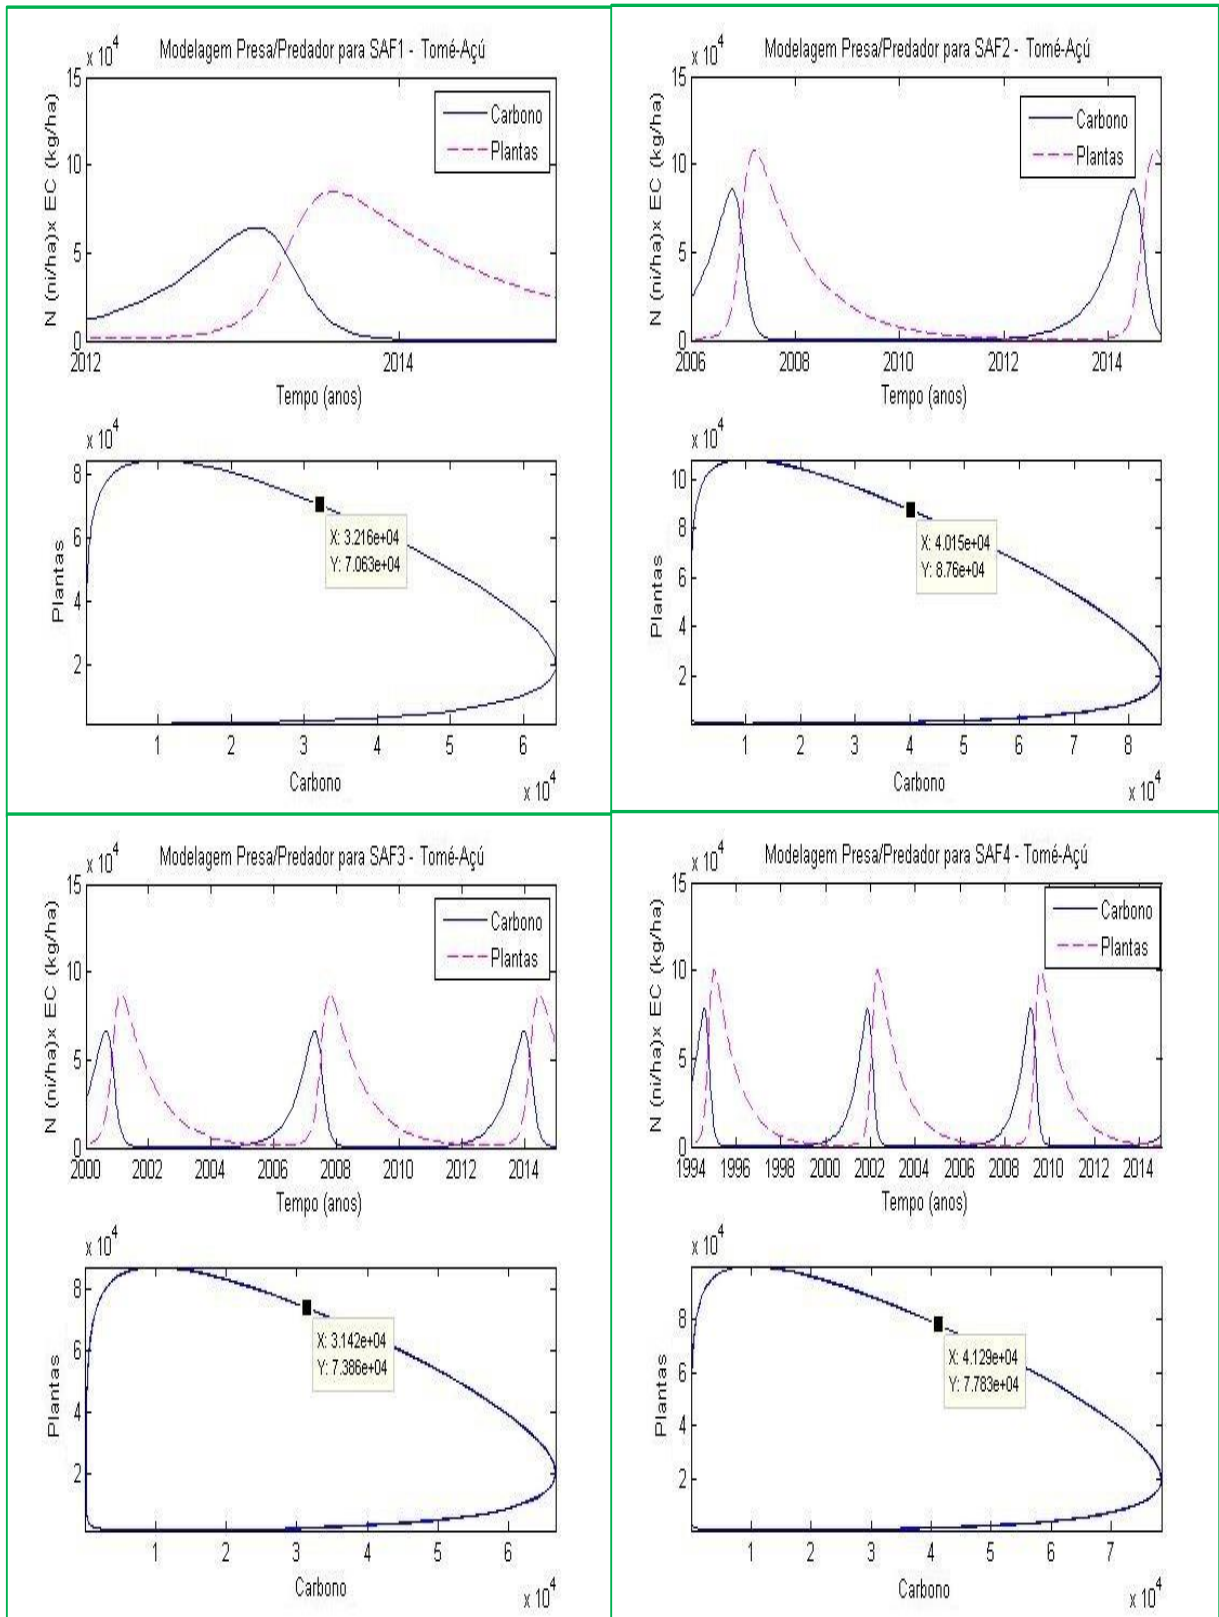 x 10^4
Modelagem Presa/Predador para SAF1 - Tomé-Açú
N (ni/ha)x EC (kg/ha)
15
10
5
0
Carbono
Plantas
2012
2014
Tempo (anos)
x 10^4
Plantas
8
6
4
2
X: 3.216e+04
Y: 7.063e+04
1 2 3 4 5 6
Carbono
x 10^4
x 10^4
Modelagem Presa/Predador para SAF2 - Tomé-Açú
N (ni/ha)x EC (kg/ha)
15
10
5
0
Carbono
Plantas
2006 2008 2010 2012 2014
Tempo (anos)
x 10^4
Plantas
10
8
6
4
2
X: 4.015e+04
Y: 8.76e+04
1 2 3 4 5 6 7 8
Carbono
x 10^4
x 10^4
Modelagem Presa/Predador para SAF3 - Tomé-Açú
N (ni/ha)x EC (kg/ha)
15
10
5
0
Carbono
Plantas
2000 2002 2004 2006 2008 2010 2012 2014
Tempo (anos)
x 10^4
Plantas
8
6
4
2
X: 3.142e+04
Y: 7.386e+04
1 2 3 4 5 6
Carbono
x 10^4
x 10^4
Modelagem Presa/Predador para SAF4 - Tomé-Açú
N (ni/ha)x EC (kg/ha)
15
10
5
0
Carbono
Plantas
1994 1996 1998 2000 2002 2004 2006 2008 2010 2012 2014
Tempo (anos)
x 10^4
Plantas
8
6
4
2
X: 4.129e+04
Y: 7.783e+04
1 2 3 4 5 6 7
Carbono
x 10^4